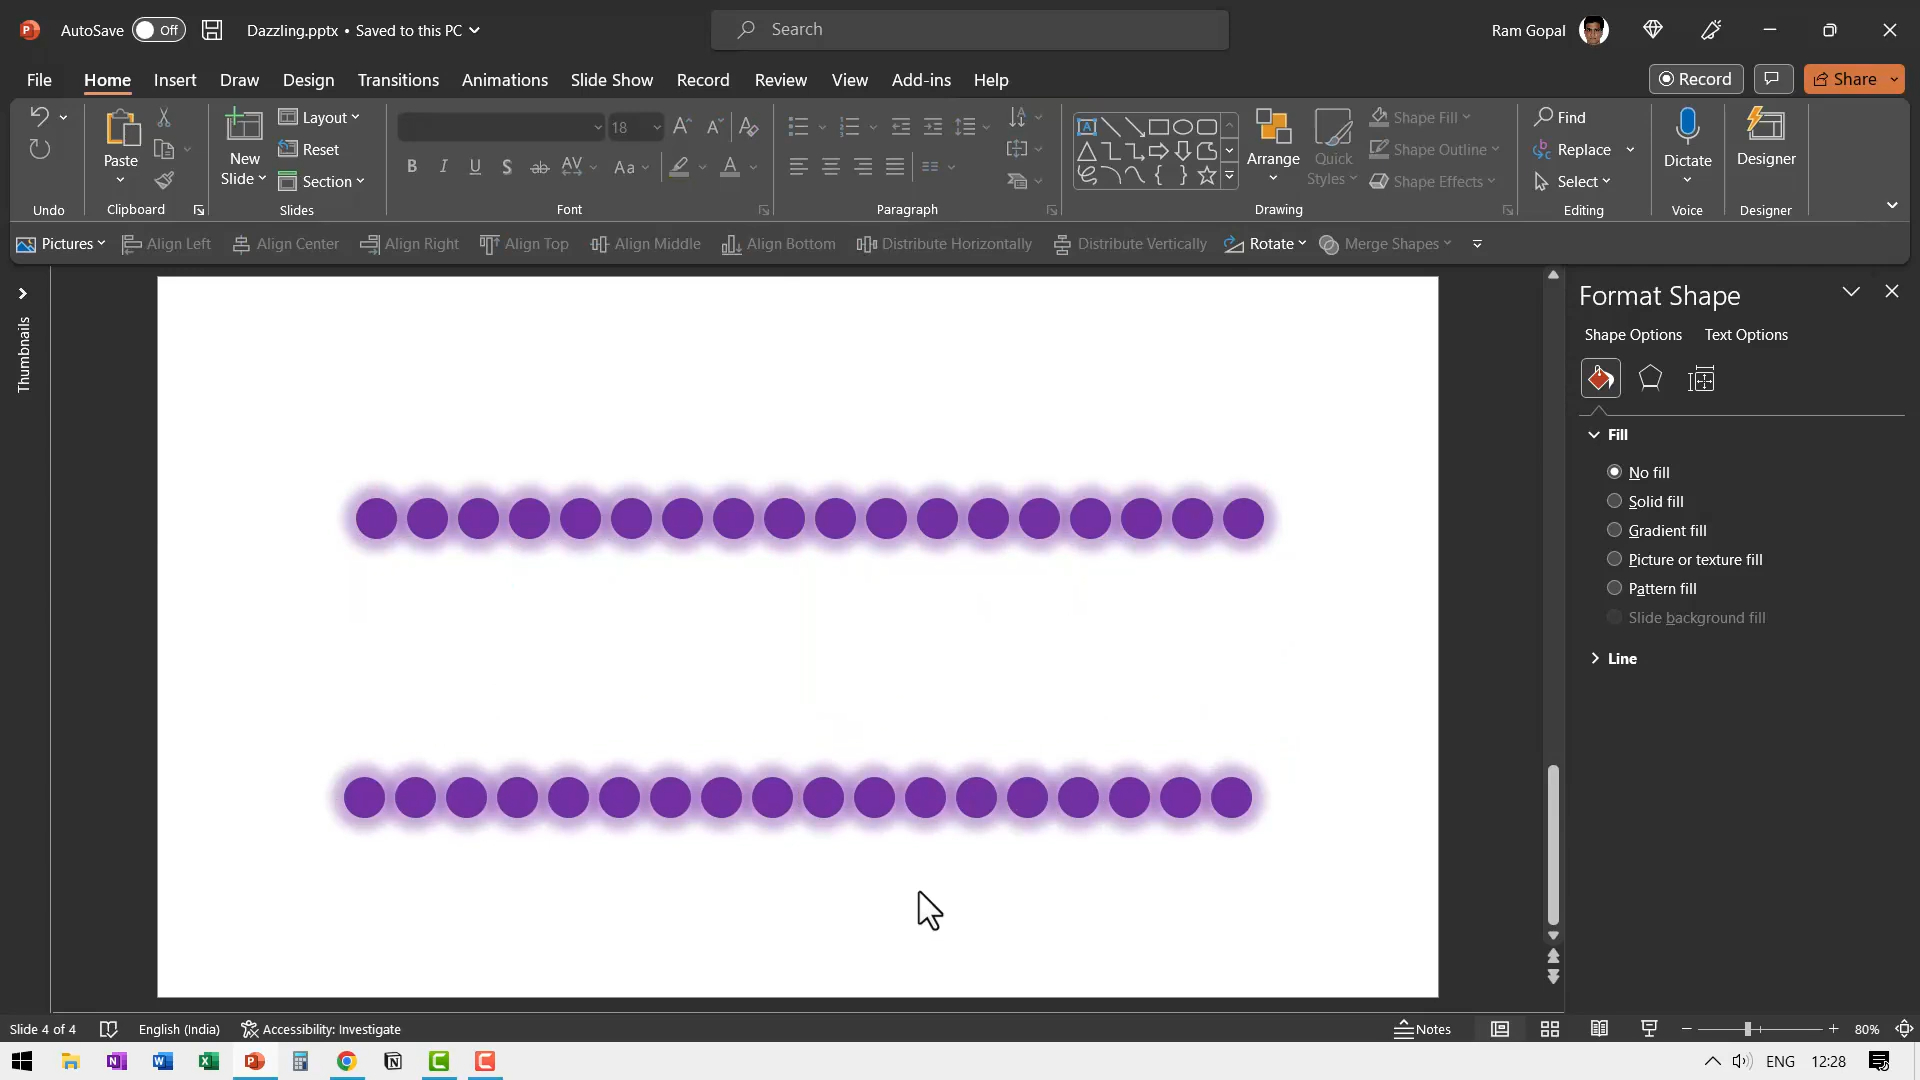 AutoSave Off Dazzling.pptx • Saved to this PC Search Ram Gopal
File Home Insert Draw Design Transitions Animations Slide Show Record Review View Add-ins Help Record Share
Paste
New
Slide
Layout
Reset
Section
18
B I U S ab AV Aa A
Arrange
Quick
Styles
Shape Fill
Shape Outline
Shape Effects
Find
Replace
Select
Dictate
Designer
Undo Clipboard Slides Font Paragraph Drawing Editing Voice Designer
Pictures Align Left Align Center Align Right Align Top Align Middle Align Bottom Distribute Horizontally Distribute Vertically Rotate Merge Shapes
Thumbnails
Format Shape
Shape Options Text Options
Fill
No fill
Solid fill
Gradient fill
Picture or texture fill
Pattern fill
Slide background fill
Line
Slide 4 of 4 English (India) Accessibility: Investigate Notes 80%
ENG 12:28